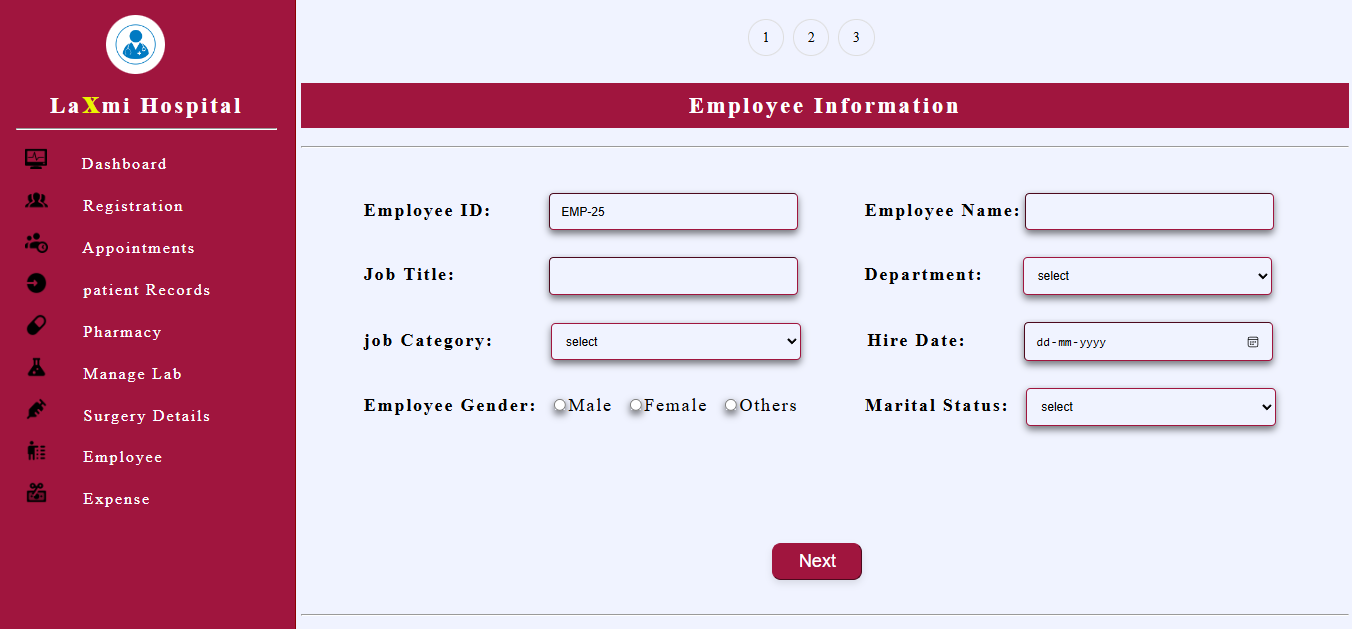 LaXmi Hospital
Dashboard
Registration
Appointments
patient Records
Pharmacy
Manage Lab
Surgery Details
Employee
Expense
1 2 3
Employee Information
Employee ID: EMP-25 Employee Name:
Job Title: Department: select
job Category: select Hire Date: dd-mm-yyyy
Employee Gender: Male Female Others Marital Status: select
Next